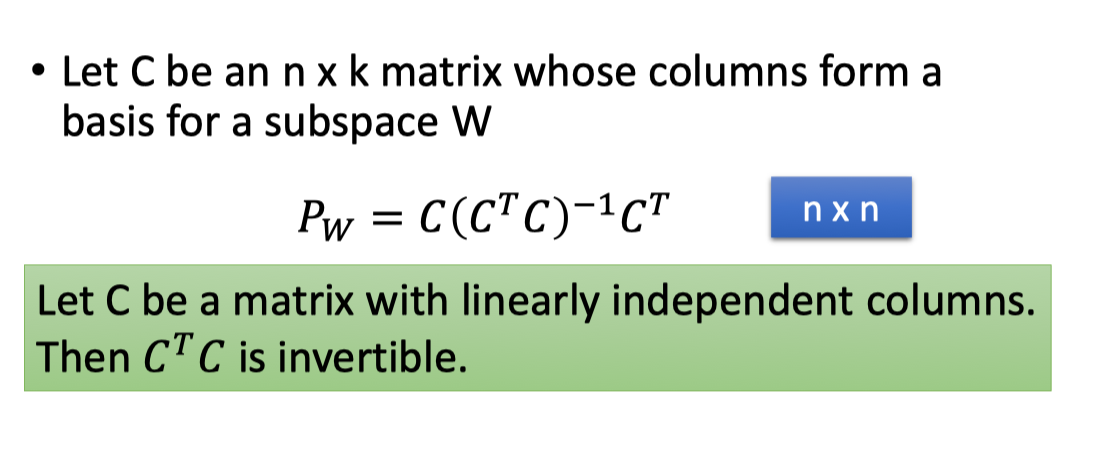 • Let C be an n x k matrix whose columns form a
basis for a subspace W
P_W = C(C^T C)^{-1} C^T
n x n
Let C be a matrix with linearly independent columns.
Then C^T C is invertible.